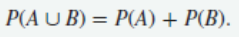 P(A ∪ B) = P(A) + P(B).